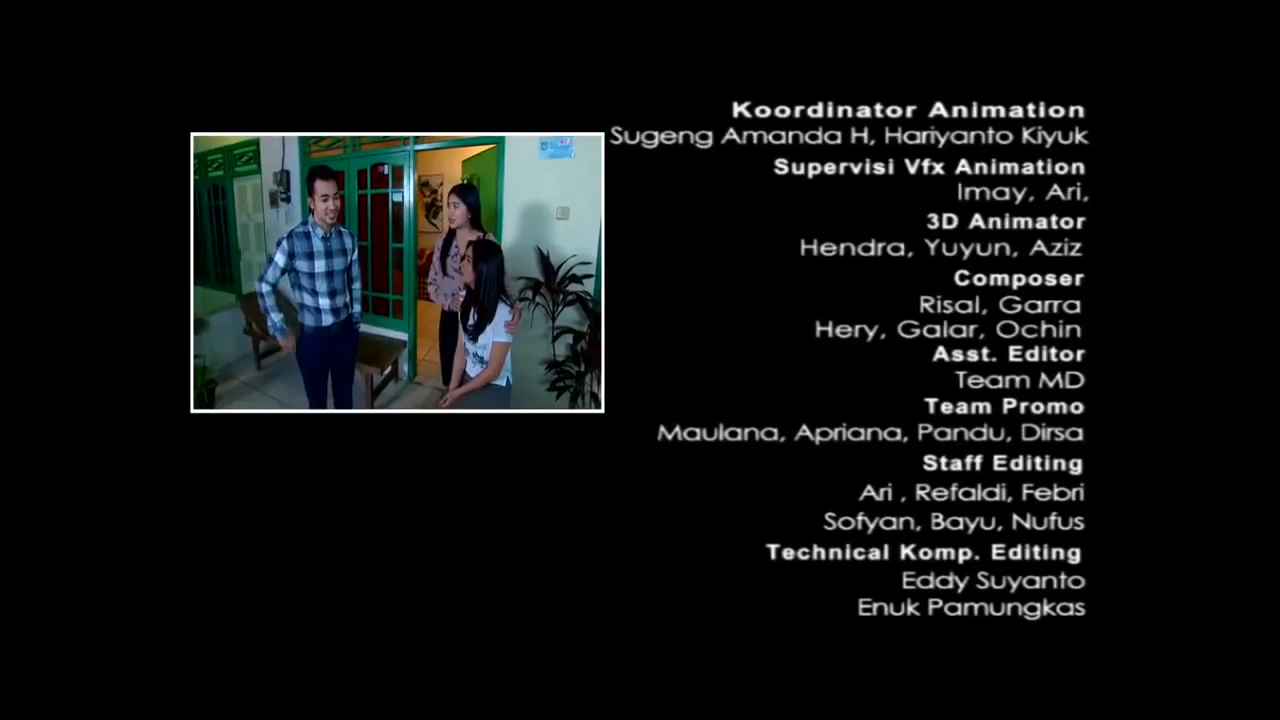 Koordinator Animation
Sugeng Amanda H, Hariyanto Kiyuk
Supervisi Vfx Animation
Imay, Ari,
3D Animator
Hendra, Yuyun, Aziz
Composer
Risal, Garra
Hery, Galar, Ochin
Asst. Editor
Team MD
Team Promo
Maulana, Apriana, Pandu, Dirsa
Staff Editing
Ari , Refaldi, Febri
Sofyan, Bayu, Nufus
Technical Komp. Editing
Eddy Suyanto
Enuk Pamungkas